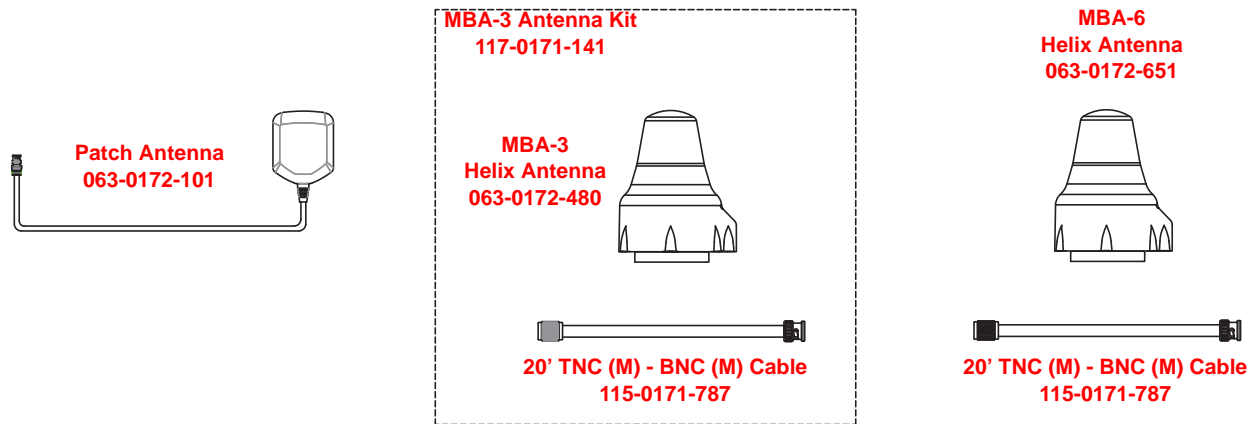 Patch Antenna
063-0172-101
MBA-3 Antenna Kit
117-0171-141
MBA-3
Helix Antenna
063-0172-480
20’ TNC (M) - BNC (M) Cable
115-0171-787
MBA-6
Helix Antenna
063-0172-651
20’ TNC (M) - BNC (M) Cable
115-0171-787